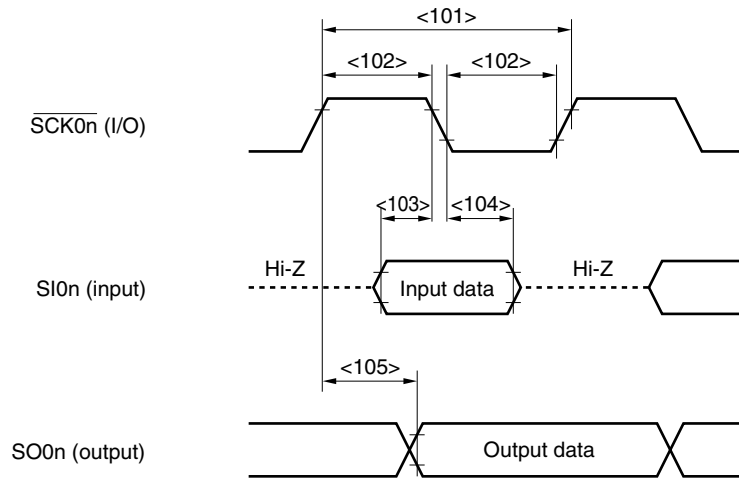 <101>
<102> <102>
SCK0n (I/O)
<103> <104>
Hi-Z Hi-Z
SI0n (input) Input data
<105>
SO0n (output) Output data